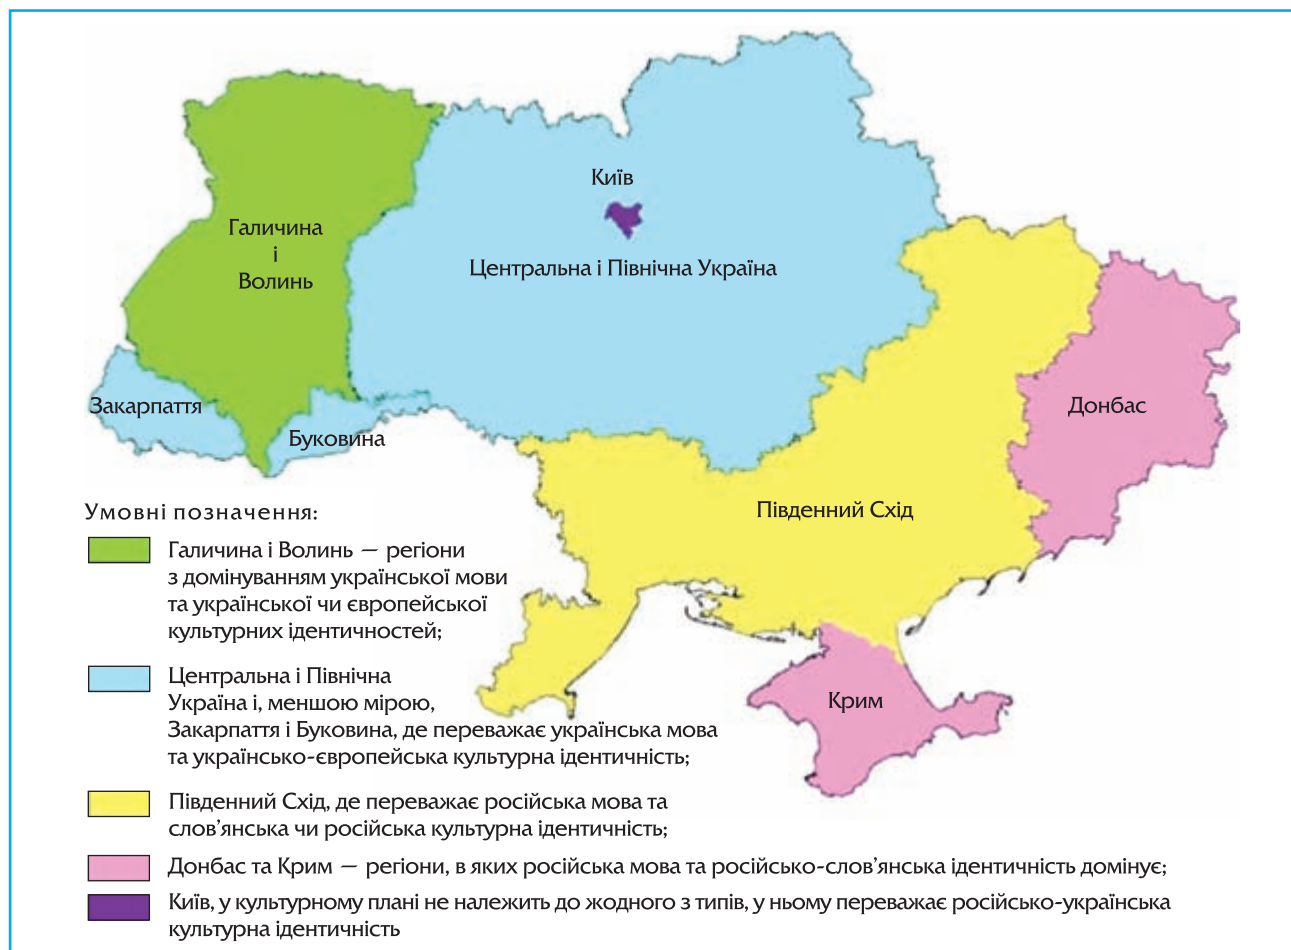 Київ
Галичина
і
Волинь
Центральна і Північна Україна
Закарпаття
Буковина
Донбас
Південний Схід
Крим
Умовні позначення:
Галичина і Волинь — регіони
з домінуванням української мови
та української чи європейської
культурних ідентичностей;
Центральна і Північна
Україна і, меншою мірою,
Закарпаття і Буковина, де переважає українська мова
та українсько-європейська культурна ідентичність;
Південний Схід, де переважає російська мова та
слов’янська чи російська культурна ідентичність;
Донбас та Крим — регіони, в яких російська мова та російсько-слов’янська ідентичність домінує;
Київ, у культурному плані не належить до жодного з типів, у ньому переважає російсько-українська
культурна ідентичність